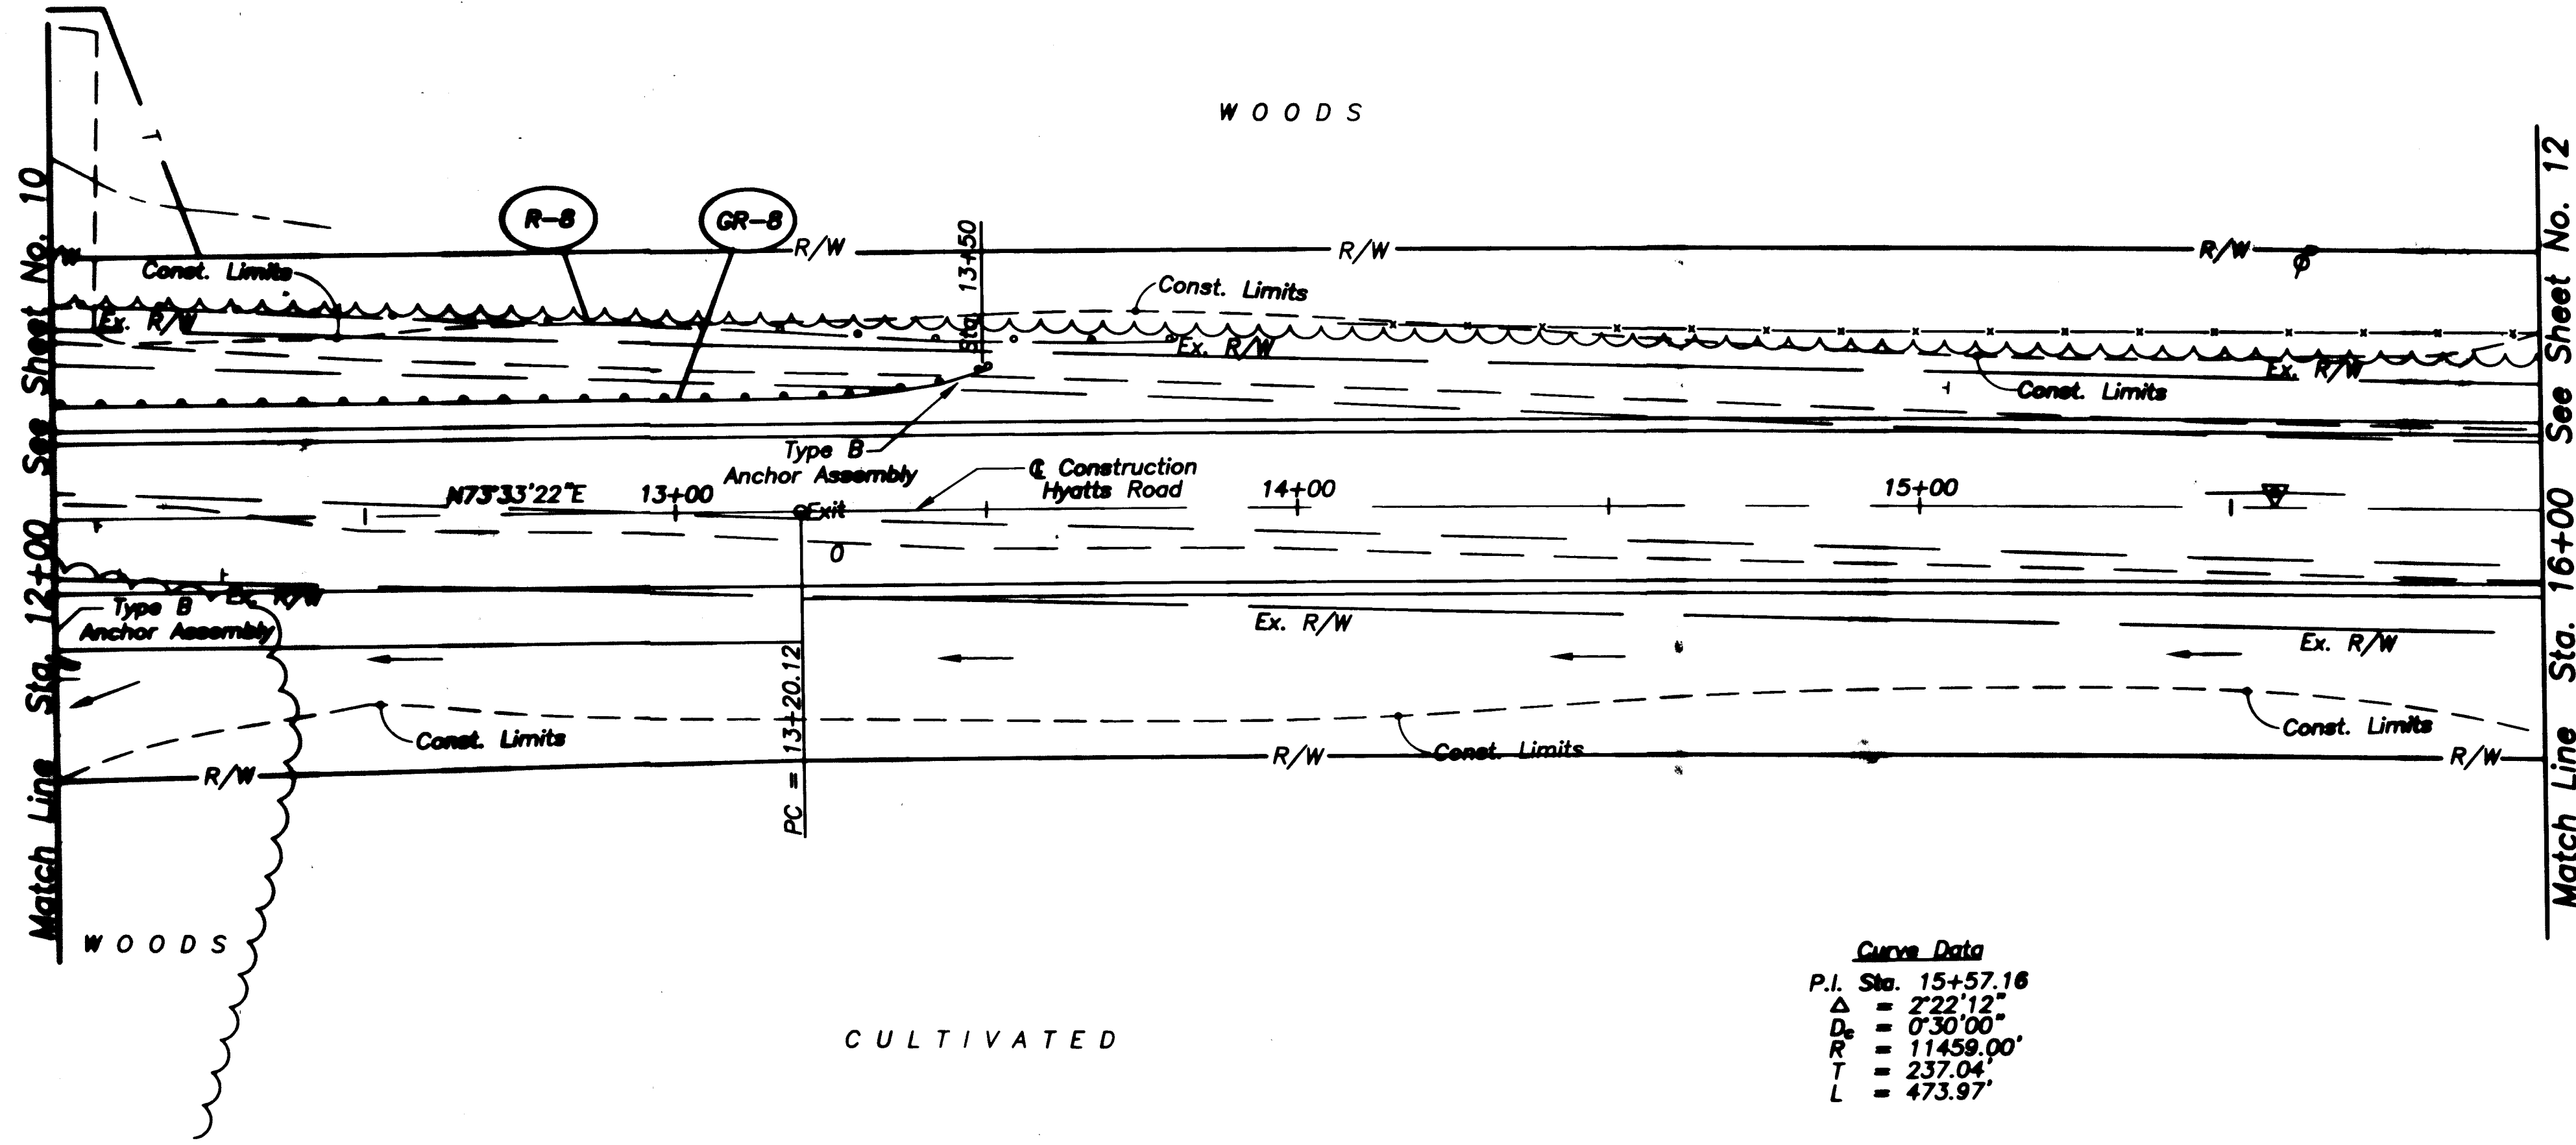 WOODS
Match Line Sta. 12+00 See Sheet No. 10
Match Line Sta. 16+00 See Sheet No. 12
T
R-8
GR-8
R/W
R/W
R/W
Const. Limits
Sta. 13+50
Const. Limits
Ex. R/W
Ex. R/W
Ex. R/W
Const. Limits
Type B
Anchor Assembly
₵ Construction
Hyatts Road
N73°33'22"E
13+00
14+00
15+00
Exit
0
Ex. R/W
Type B
Anchor Assembly
Ex. R/W
Ex. R/W
PC = 13+20.12
Const. Limits
Const. Limits
Const. Limits
R/W
R/W
R/W
WOODS
CULTIVATED
Curve Data
P.I. Sta. 15+57.16
Δ = 2°22'12"
Dc = 0°30'00"
R = 11459.00'
T = 237.04'
L = 473.97'